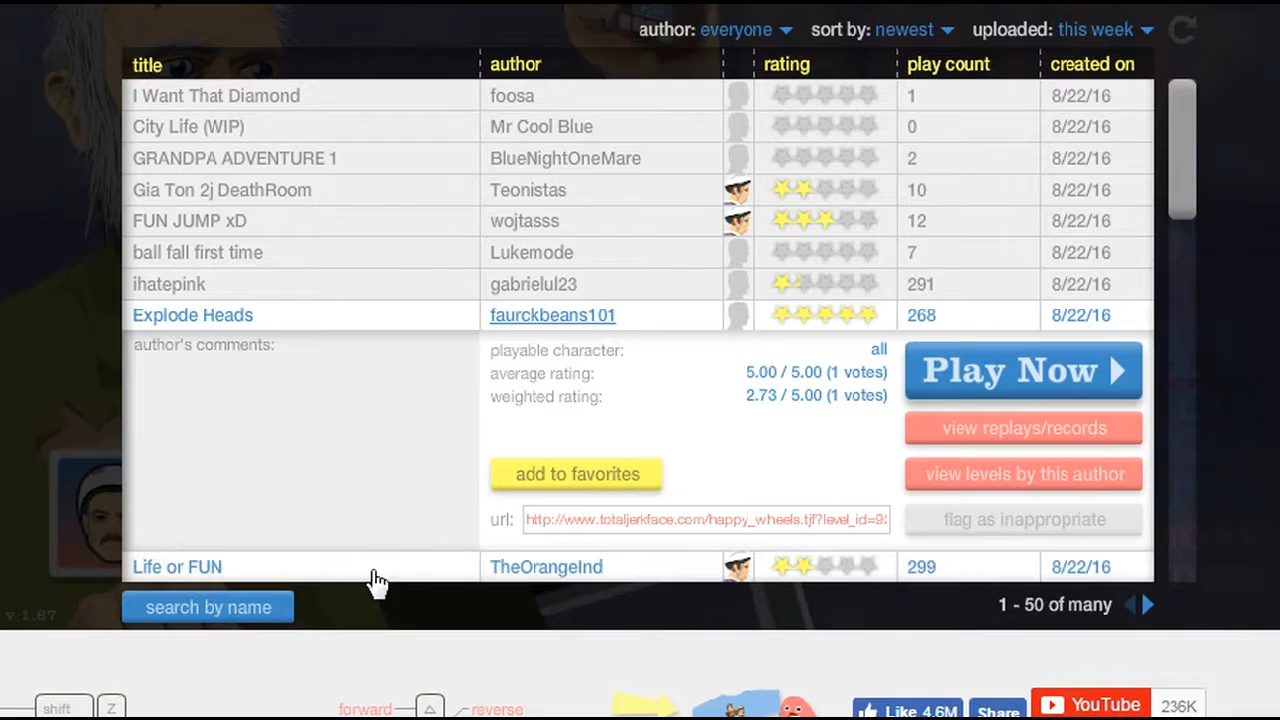 author: everyone sort by: newest uploaded: this week
title author rating play count created on
I Want That Diamond foosa 1 8/22/16
City Life (WIP) Mr Cool Blue 0 8/22/16
GRANDPA ADVENTURE 1 BlueNightOneMare 2 8/22/16
Gia Ton 2j DeathRoom Teonistas 10 8/22/16
FUN JUMP xD wojtasss 12 8/22/16
ball fall first time Lukemode 7 8/22/16
ihatepink gabrielul23 291 8/22/16
Explode Heads faurckbeans101 268 8/22/16
author's comments:
playable character: all
average rating: 5.00 / 5.00 (1 votes)
weighted rating: 2.73 / 5.00 (1 votes)
Play Now
view replays/records
add to favorites
view levels by this author
url: http://www.totaljerkface.com/happy_wheels.tjf?level_id=9
flag as inappropriate
Life or FUN TheOrangeInd 299 8/22/16
search by name
1 - 50 of many
v 1.87
shift Z forward reverse
Like 4.6M Share YouTube 236K